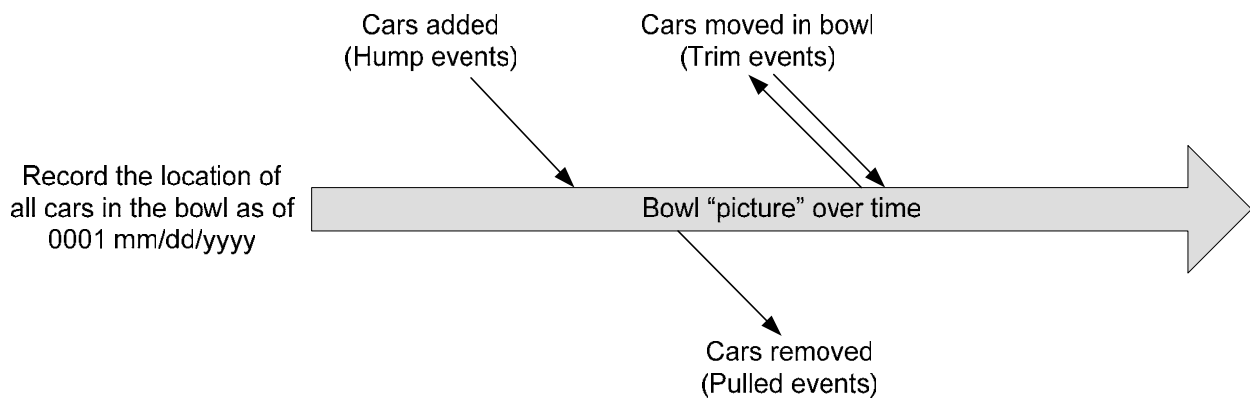 Cars added
(Hump events)
Cars moved in bowl
(Trim events)
Record the location of
all cars in the bowl as of
0001 mm/dd/yyyy
Bowl “picture” over time
Cars removed
(Pulled events)